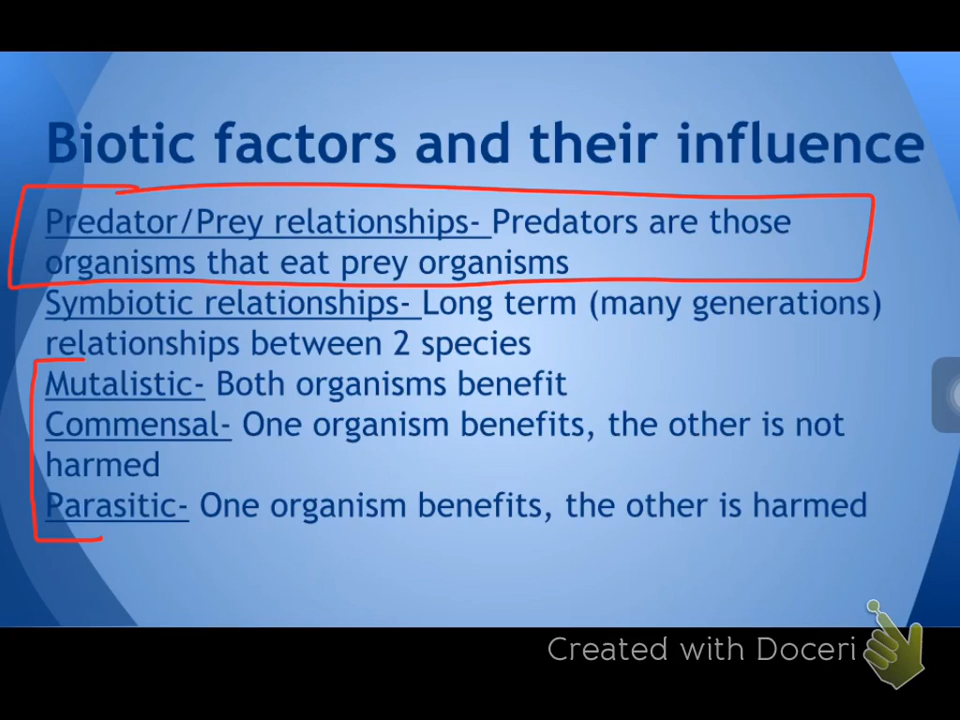 Biotic factors and their influence
Predator/Prey relationships- Predators are those
organisms that eat prey organisms
Symbiotic relationships- Long term (many generations)
relationships between 2 species
Mutalistic- Both organisms benefit
Commensal- One organism benefits, the other is not
harmed
Parasitic- One organism benefits, the other is harmed
Created with Doceri